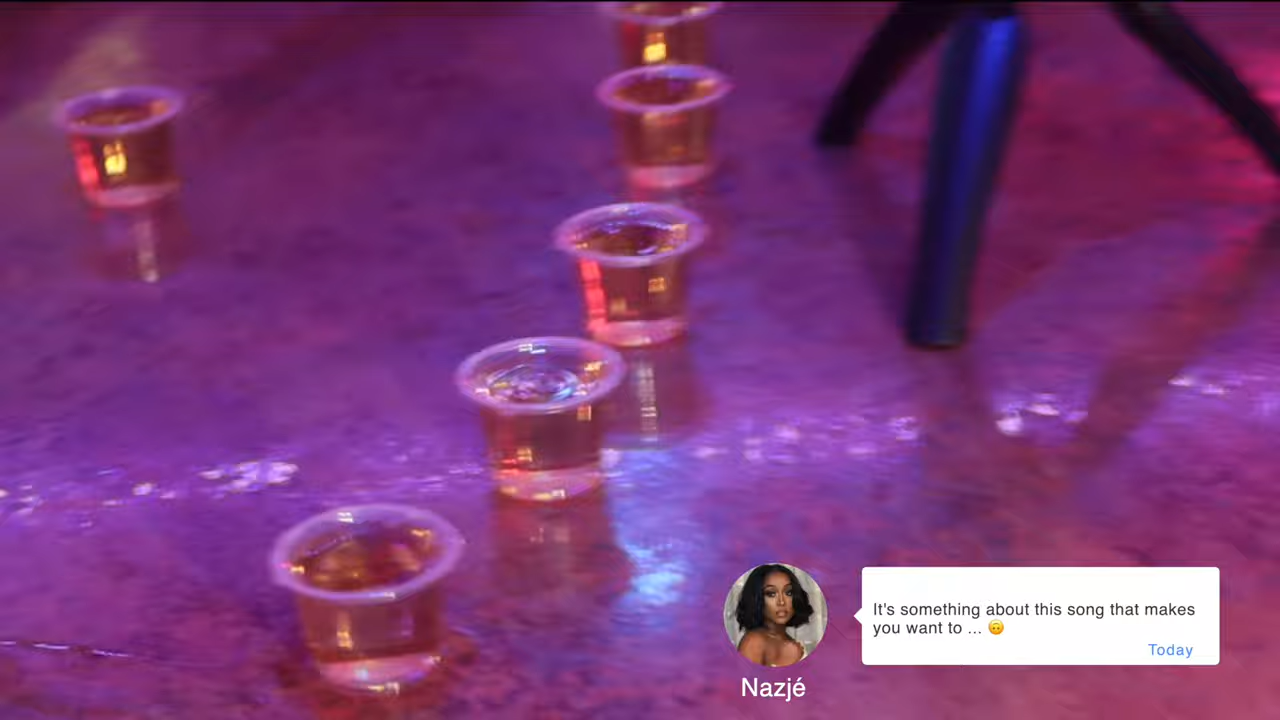 It's something about this song that makes
you want to ... 🙃
Today
Nazjé